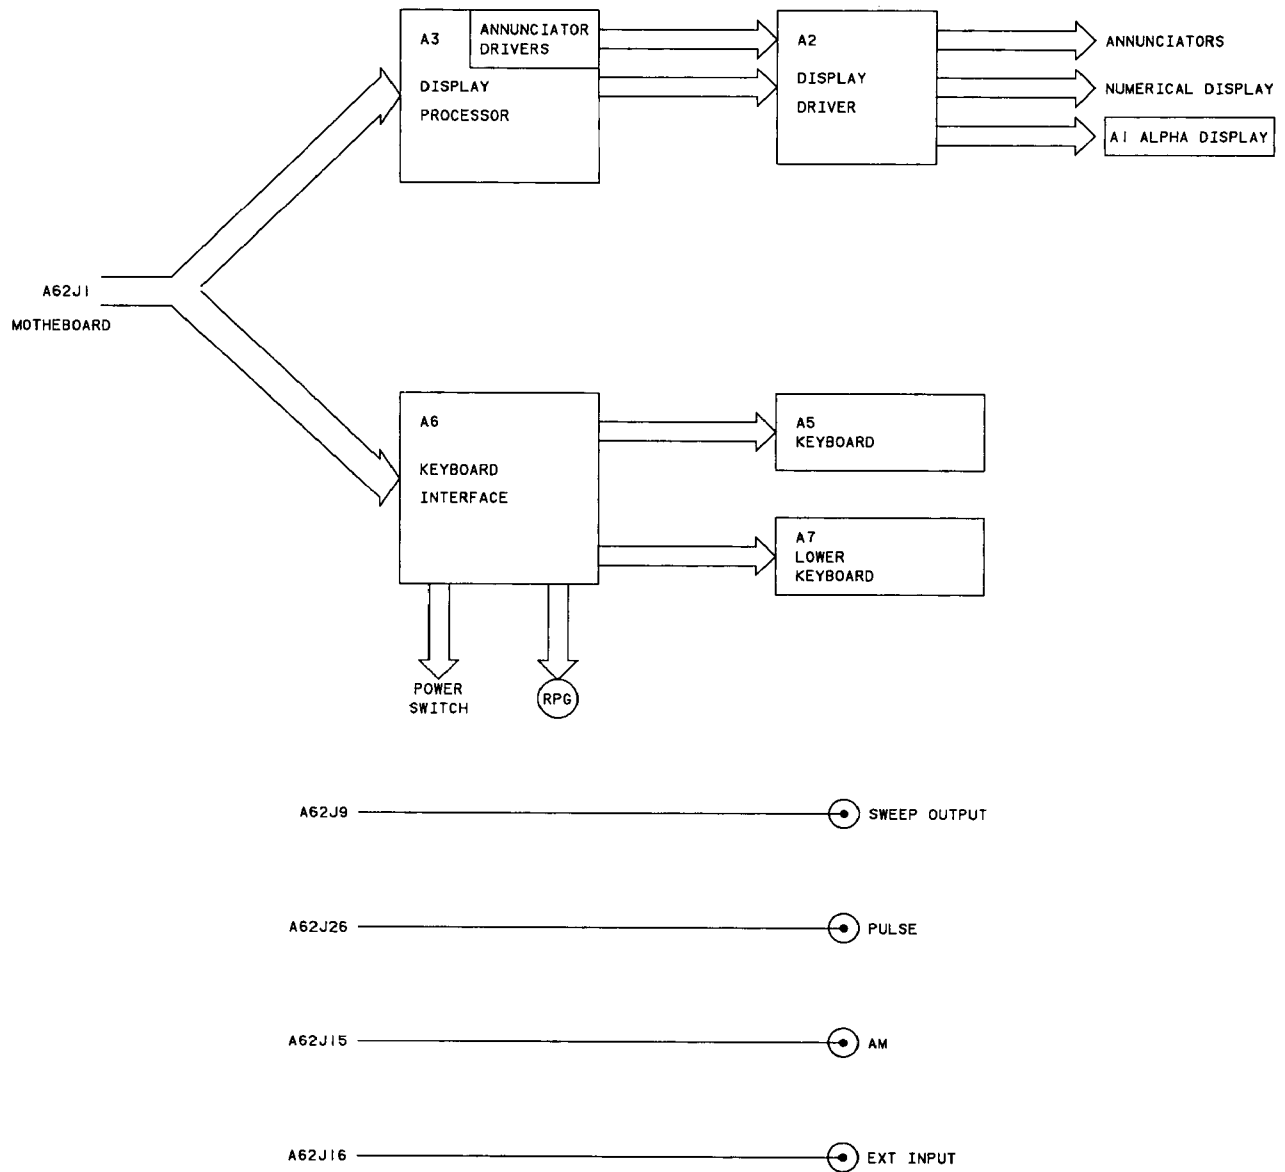 A3
DISPLAY
PROCESSOR
ANNUNCIATOR
DRIVERS
A2
DISPLAY
DRIVER
ANNUNCIATORS
NUMERICAL DISPLAY
A1 ALPHA DISPLAY
A62J1
MOTHEBOARD
A6
KEYBOARD
INTERFACE
A5
KEYBOARD
A7
LOWER
KEYBOARD
POWER
SWITCH
RPG
A62J9
SWEEP OUTPUT
A62J26
PULSE
A62J15
AM
A62J16
EXT INPUT